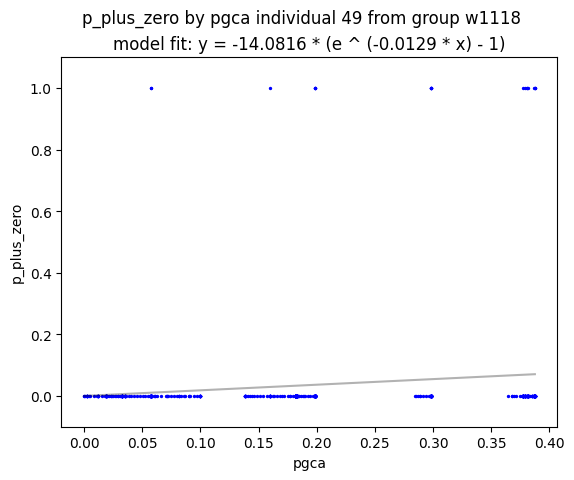 p_plus_zero by pgca individual 49 from group w1118
model fit: y = -14.0816 * (e ^ (-0.0129 * x) - 1)
1.0
0.8
0.6
0.4
0.2
0.0
p_plus_zero
0.00 0.05 0.10 0.15 0.20 0.25 0.30 0.35 0.40
pgca